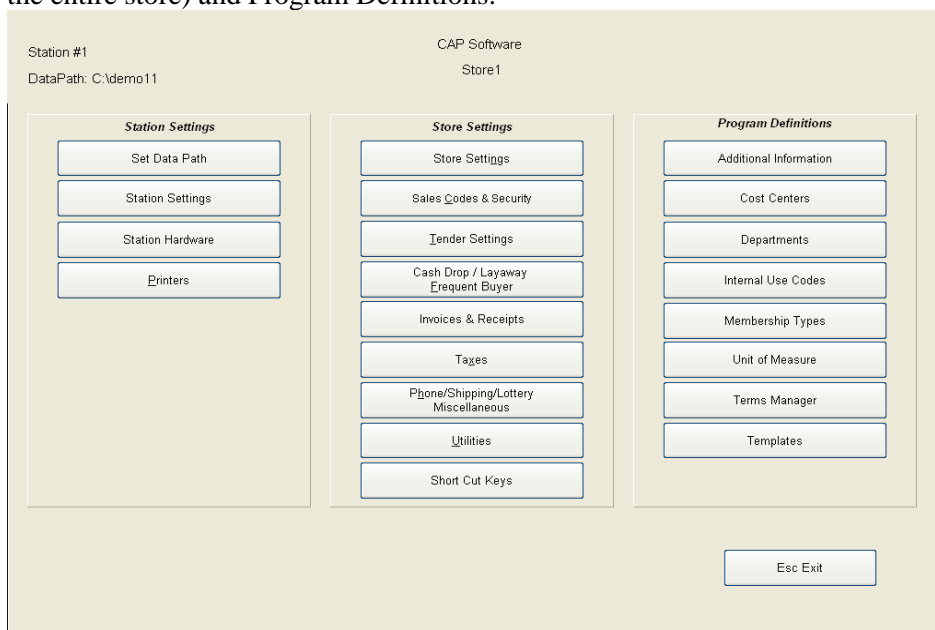 the entire store) and Program Definitions.
Station #1
CAP Software
DataPath: C:\demo11
Store1
Station Settings
Set Data Path
Station Settings
Station Hardware
Printers
Store Settings
Store Settings
Sales Codes & Security
Tender Settings
Cash Drop / Layaway
Frequent Buyer
Invoices & Receipts
Taxes
Phone/Shipping/Lottery
Miscellaneous
Utilities
Short Cut Keys
Program Definitions
Additional Information
Cost Centers
Departments
Internal Use Codes
Membership Types
Unit of Measure
Terms Manager
Templates
Esc Exit